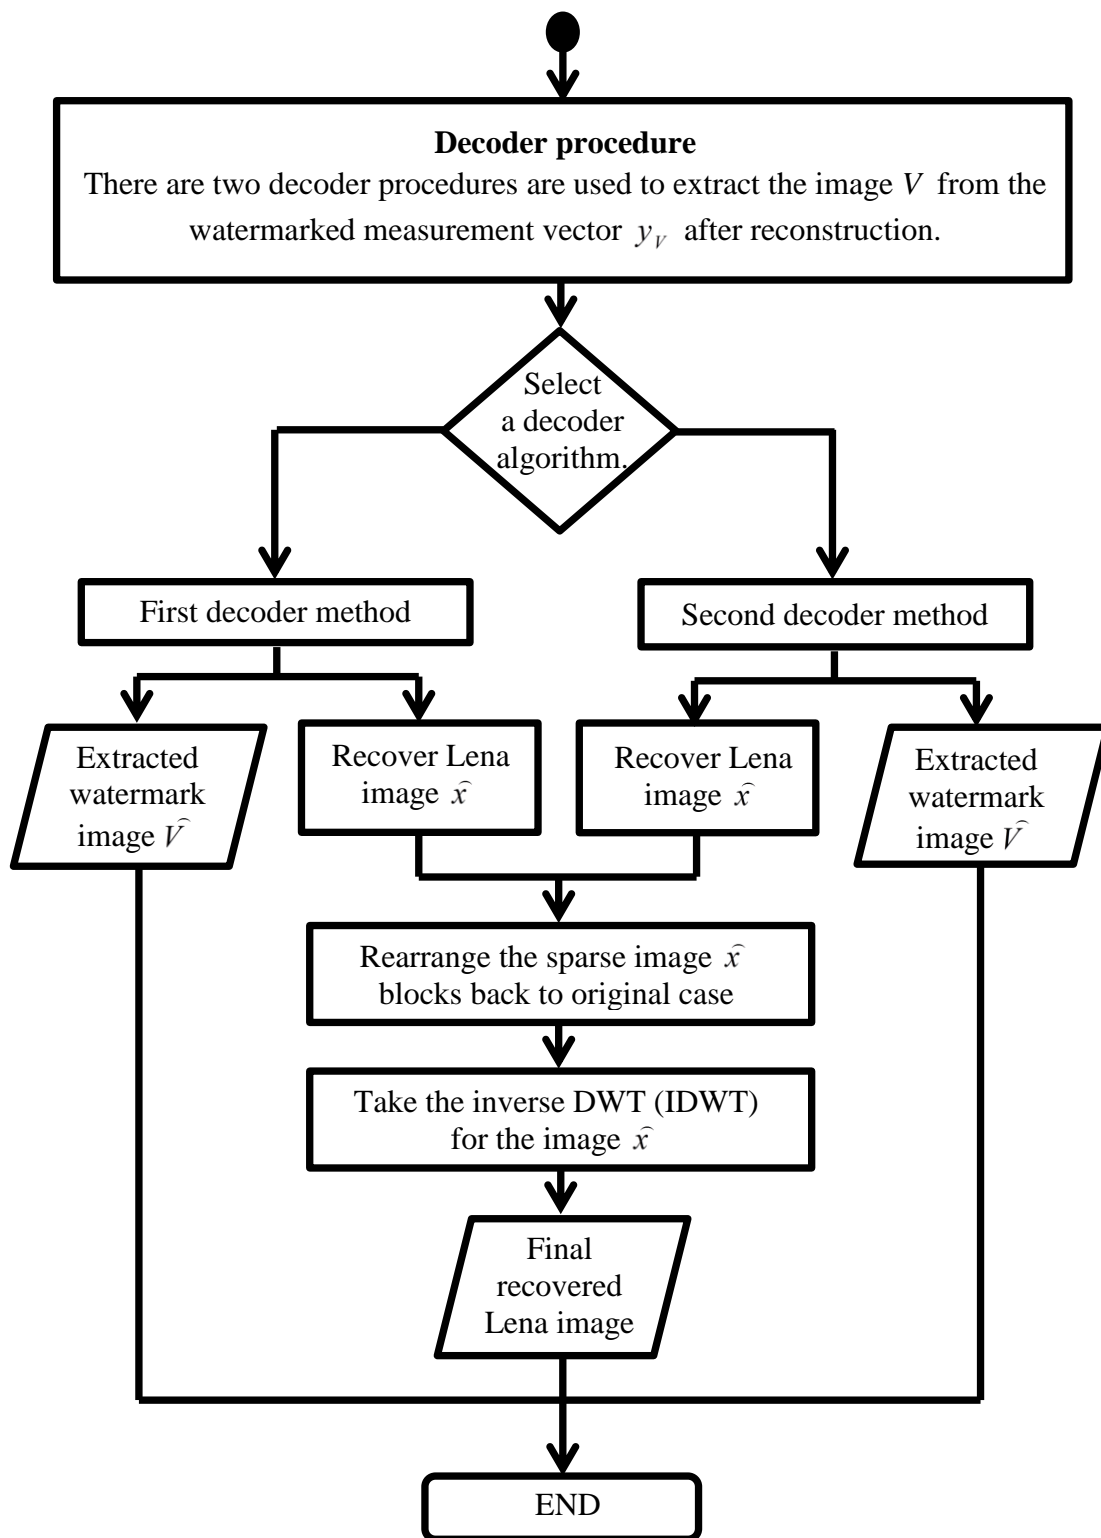 Decoder procedure
There are two decoder procedures are used to extract the image V from the
watermarked measurement vector y_V after reconstruction.
Select
a decoder
algorithm.
First decoder method
Second decoder method
Extracted
watermark
image V̂
Recover Lena
image x̂
Recover Lena
image x̂
Extracted
watermark
image V̂
Rearrange the sparse image x̂
blocks back to original case
Take the inverse DWT (IDWT)
for the image x̂
Final
recovered
Lena image
END